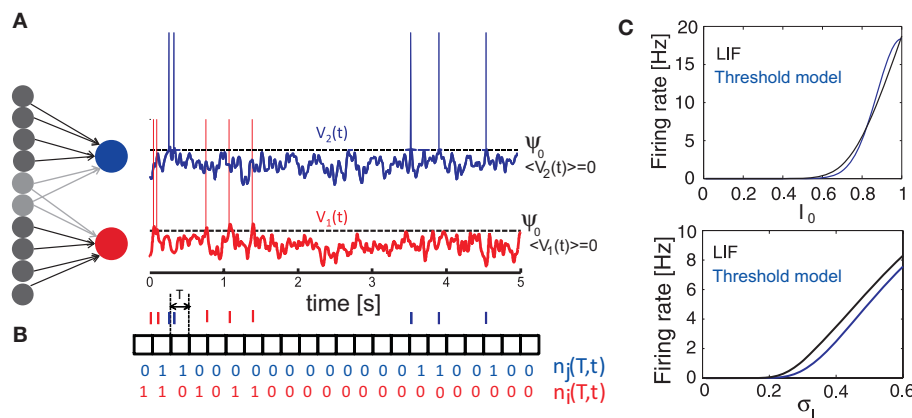 A
V₂(t)
Ψ₀
<V₂(t)>=0
V₁(t)
Ψ₀
<V₁(t)>=0
0 1 2 3 4 5
time [s]
B
T
0 1 1 0 0 0 0 0 0 0 0 0 0 0 0 1 1 0 1 0 0 nⱼ(T,t)
1 1 0 0 1 1 1 0 0 0 0 0 0 0 0 0 0 0 0 0 0 nᵢ(T,t)
C
Firing rate [Hz]
20
15
10
5
0
LIF
Threshold model
0 0.2 0.4 0.6 0.8 1
I₀
Firing rate [Hz]
10
8
6
4
2
0
LIF
Threshold model
0 0.2 0.4 0.6
σI